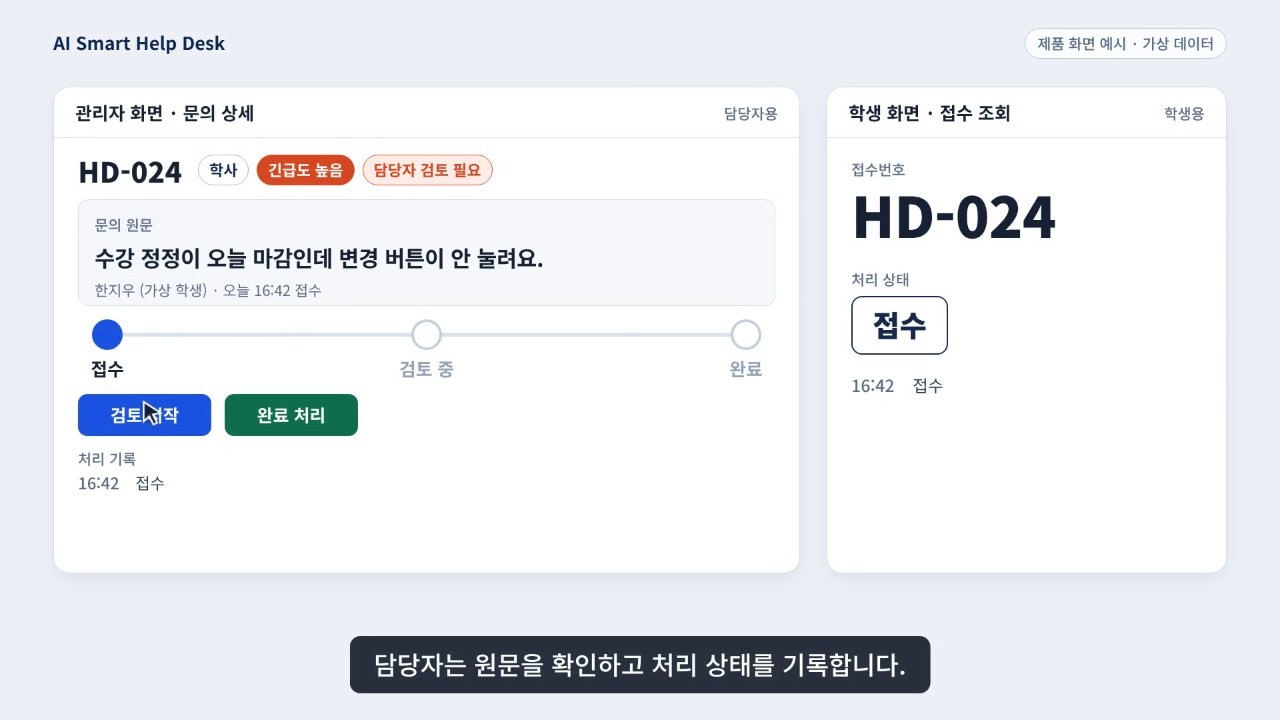 AI Smart Help Desk
제품 화면 예시 · 가상 데이터
관리자 화면 · 문의 상세
담당자용
HD-024
학사
긴급도 높음
담당자 검토 필요
문의 원문
수강 정정이 오늘 마감인데 변경 버튼이 안 눌려요.
한지우 (가상 학생) · 오늘 16:42 접수
접수
검토 중
완료
검토 시작
완료 처리
처리 기록
16:42 접수
학생 화면 · 접수 조회
학생용
접수번호
HD-024
처리 상태
접수
16:42 접수
담당자는 원문을 확인하고 처리 상태를 기록합니다.